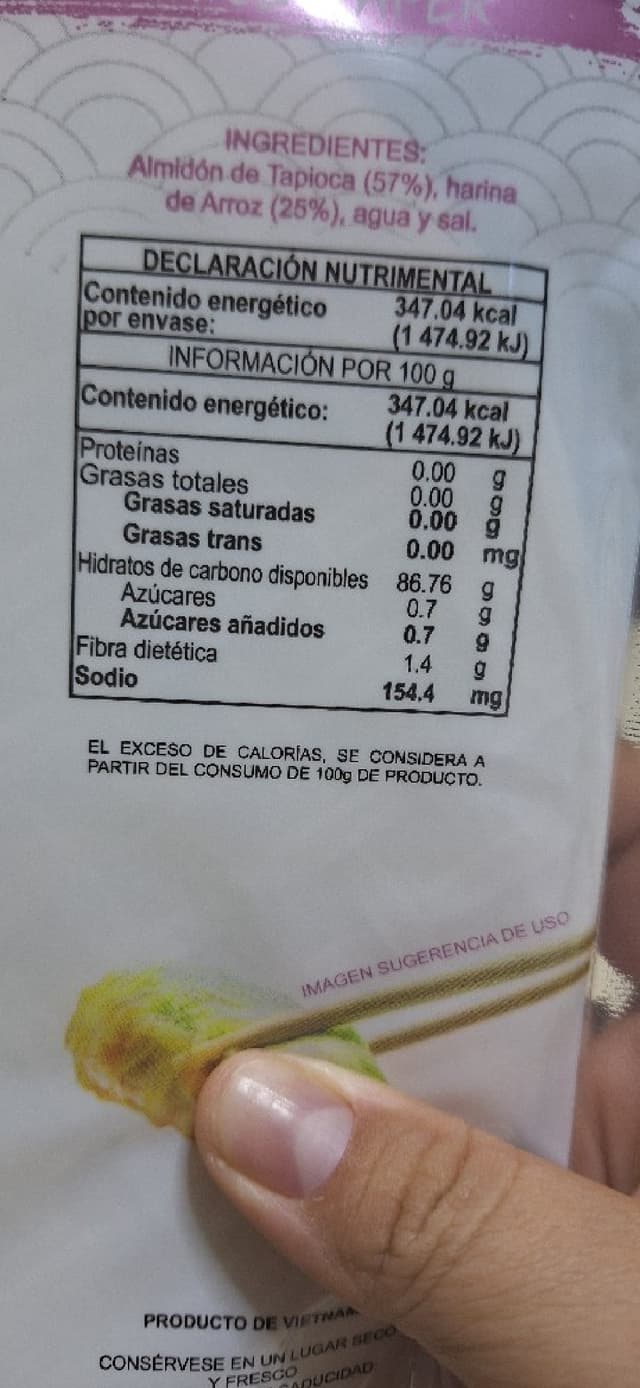 INGREDIENTES:
Almidón de Tapioca (57%), harina
de Arroz (25%), agua y sal.
DECLARACIÓN NUTRIMENTAL
Contenido energético 347.04 kcal
por envase: (1 474.92 kJ)
INFORMACIÓN POR 100 g
Contenido energético: 347.04 kcal
(1 474.92 kJ)
Proteínas 0.00 g
Grasas totales 0.00 g
Grasas saturadas 0.00 g
Grasas trans 0.00 mg
Hidratos de carbono disponibles 86.76 g
Azúcares 0.7 g
Azúcares añadidos 0.7 g
Fibra dietética 1.4 g
Sodio 154.4 mg
EL EXCESO DE CALORÍAS, SE CONSIDERA A
PARTIR DEL CONSUMO DE 100g DE PRODUCTO.
IMAGEN SUGERENCIA DE USO
PRODUCTO DE VIETNAM
CONSÉRVESE EN UN LUGAR SECO
Y FRESCO
CADUCIDAD